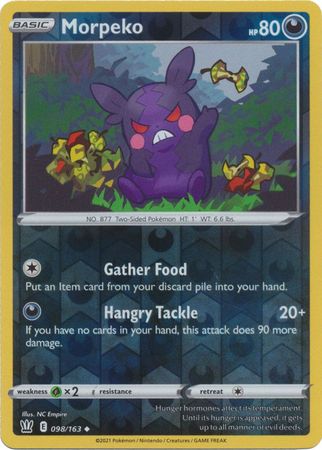 BASIC Morpeko HP 80
NO. 877 Two-Sided Pokémon HT: 1' WT: 6.6 lbs.
Gather Food
Put an Item card from your discard pile into your hand.
Hangry Tackle 20+
If you have no cards in your hand, this attack does 90 more
damage.
weakness ×2 resistance retreat
Illus. NC Empire
E 098/163
Hunger hormones affect its temperament.
Until its hunger is appeased, it gets
up to all manner of evil deeds.
©2021 Pokémon / Nintendo / Creatures / GAME FREAK